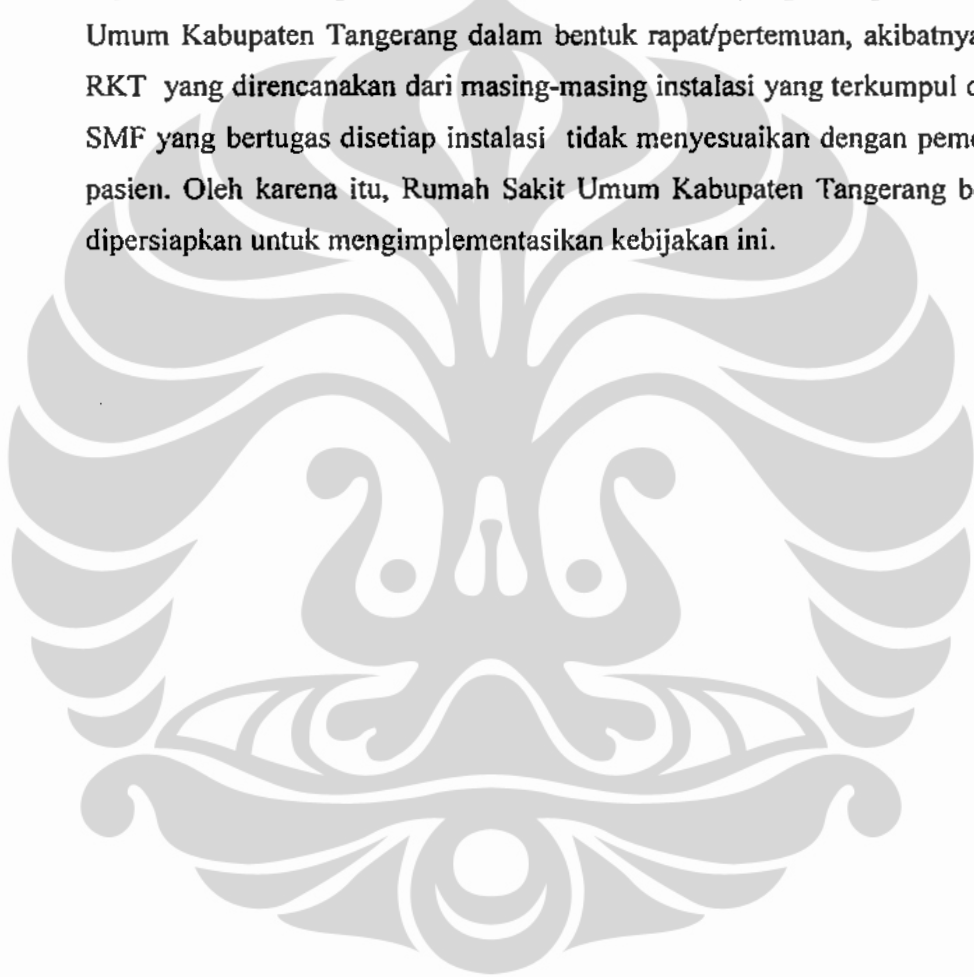 Umum Kabupaten Tangerang dalam bentuk rapat/pertemuan, akibatnya
RKT yang direncanakan dari masing-masing instalasi yang terkumpul
SMF yang bertugas disetiap instalasi tidak menyesuaikan dengan
pasien. Oleh karena itu, Rumah Sakit Umum Kabupaten Tangerang
dipersiapkan untuk mengimplementasikan kebijakan ini.